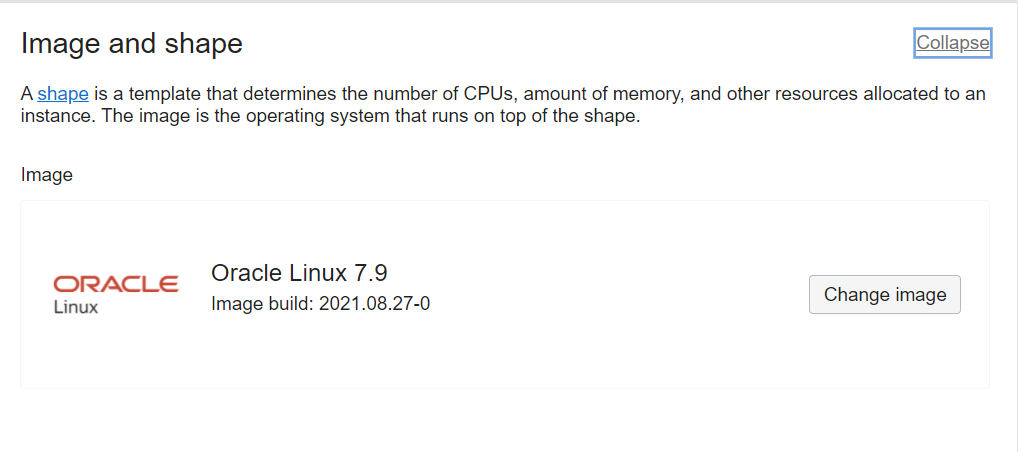 Image and shape
Collapse
A shape is a template that determines the number of CPUs, amount of memory, and other resources allocated to an
instance. The image is the operating system that runs on top of the shape.
Image
ORACLE
Linux
Oracle Linux 7.9
Image build: 2021.08.27-0
Change image